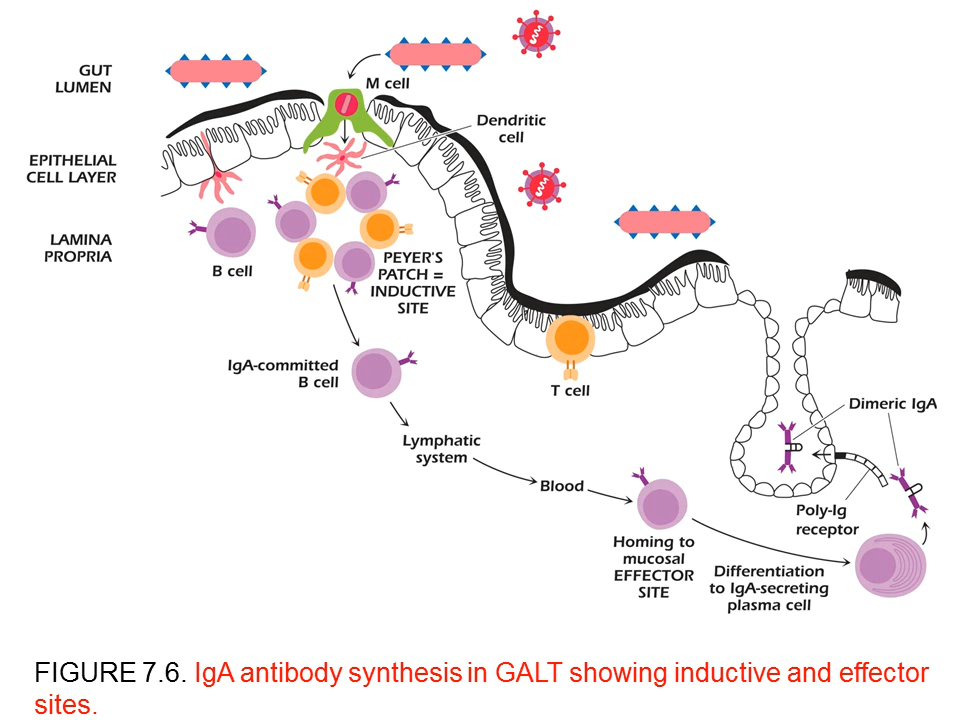 GUT
LUMEN
M cell
Dendritic
cell
EPITHELIAL
CELL LAYER
LAMINA
PROPRIA
B cell
PEYER'S
PATCH =
INDUCTIVE
SITE
IgA-committed
B cell
T cell
Dimeric IgA
Lymphatic
system
Blood
Poly-Ig
receptor
Homing to
mucosal
EFFECTOR
SITE
Differentiation
to IgA-secreting
plasma cell
FIGURE 7.6. IgA antibody synthesis in GALT showing inductive and effector
sites.